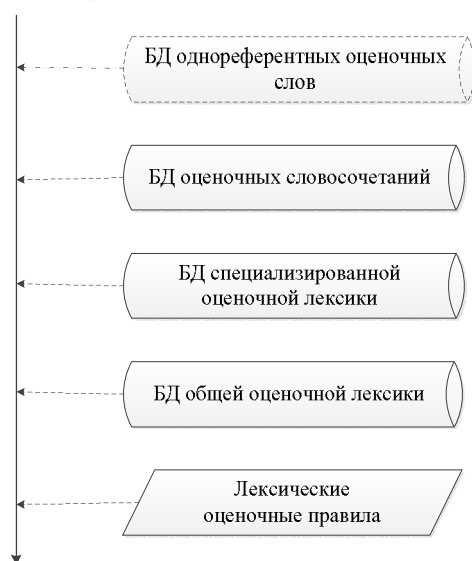 БД однореферентных оценочных
слов
БД оценочных словосочетаний
БД специализированной
оценочной лексики
БД общей оценочной лексики
Лексические
оценочные правила